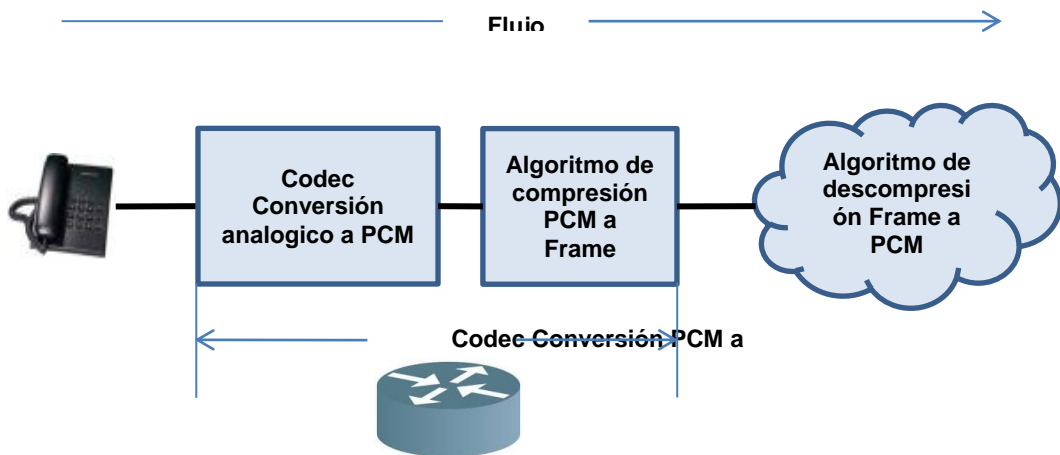 Flujo
Codec
Conversión
analogico a PCM
Algoritmo de
compresión
PCM a
Frame
Algoritmo de
descompresi
ón Frame a
PCM
Codec Conversión PCM a